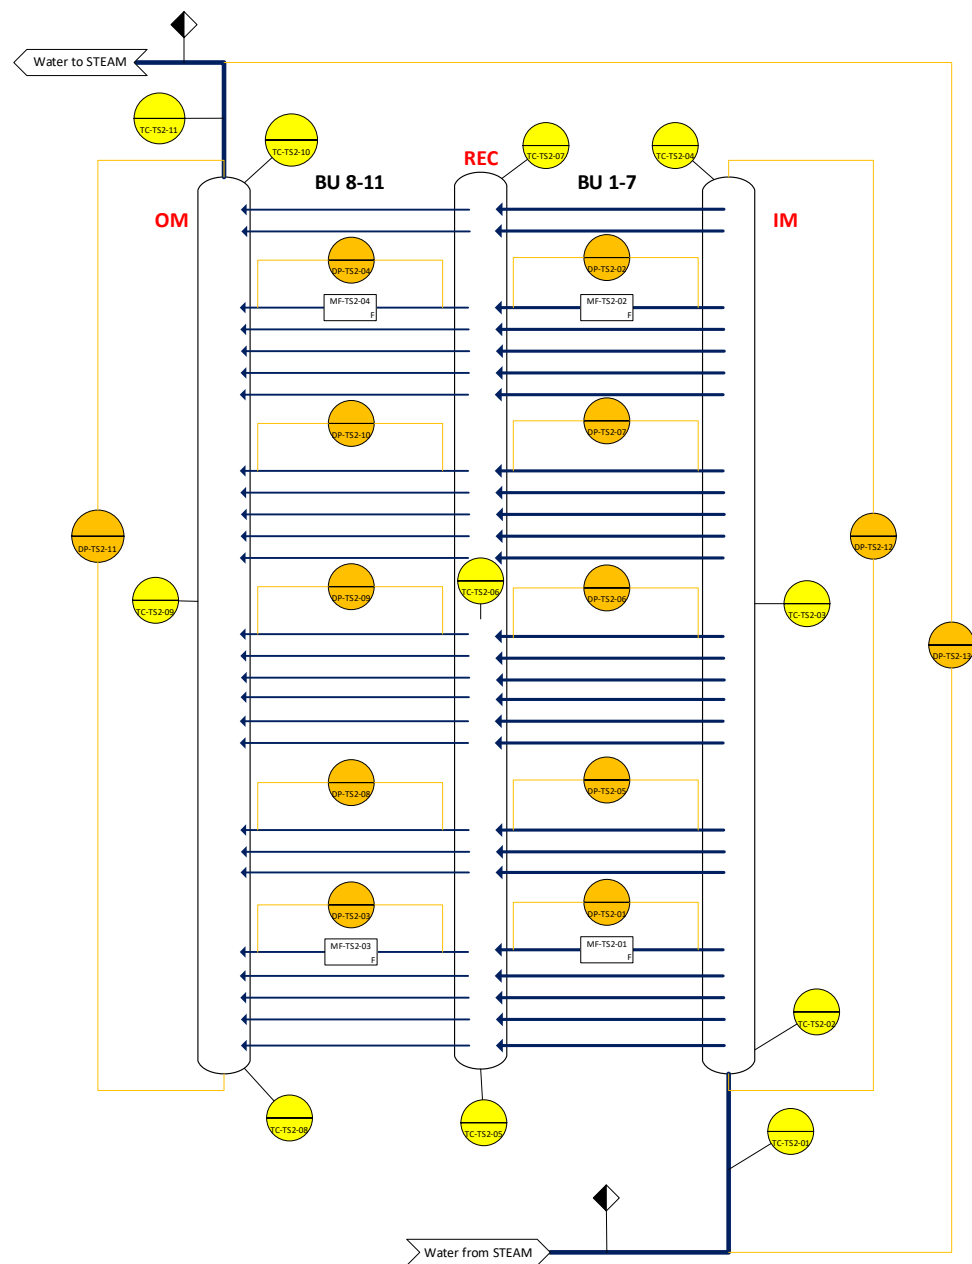 Water to STEAM
TC-TS2-11
TC-TS2-10
TC-TS2-07
TC-TS2-04
REC
BU 8-11
BU 1-7
OM
IM
DP-TS2-04
DP-TS2-02
MF-TS2-04
F
MF-TS2-02
F
DP-TS2-10
DP-TS2-07
DP-TS2-11
DP-TS2-12
TC-TS2-09
DP-TS2-09
TC-TS2-06
DP-TS2-06
TC-TS2-03
DP-TS2-13
DP-TS2-08
DP-TS2-05
DP-TS2-03
DP-TS2-01
MF-TS2-03
F
MF-TS2-01
F
TC-TS2-02
TC-TS2-08
TC-TS2-05
TC-TS2-01
Water from STEAM